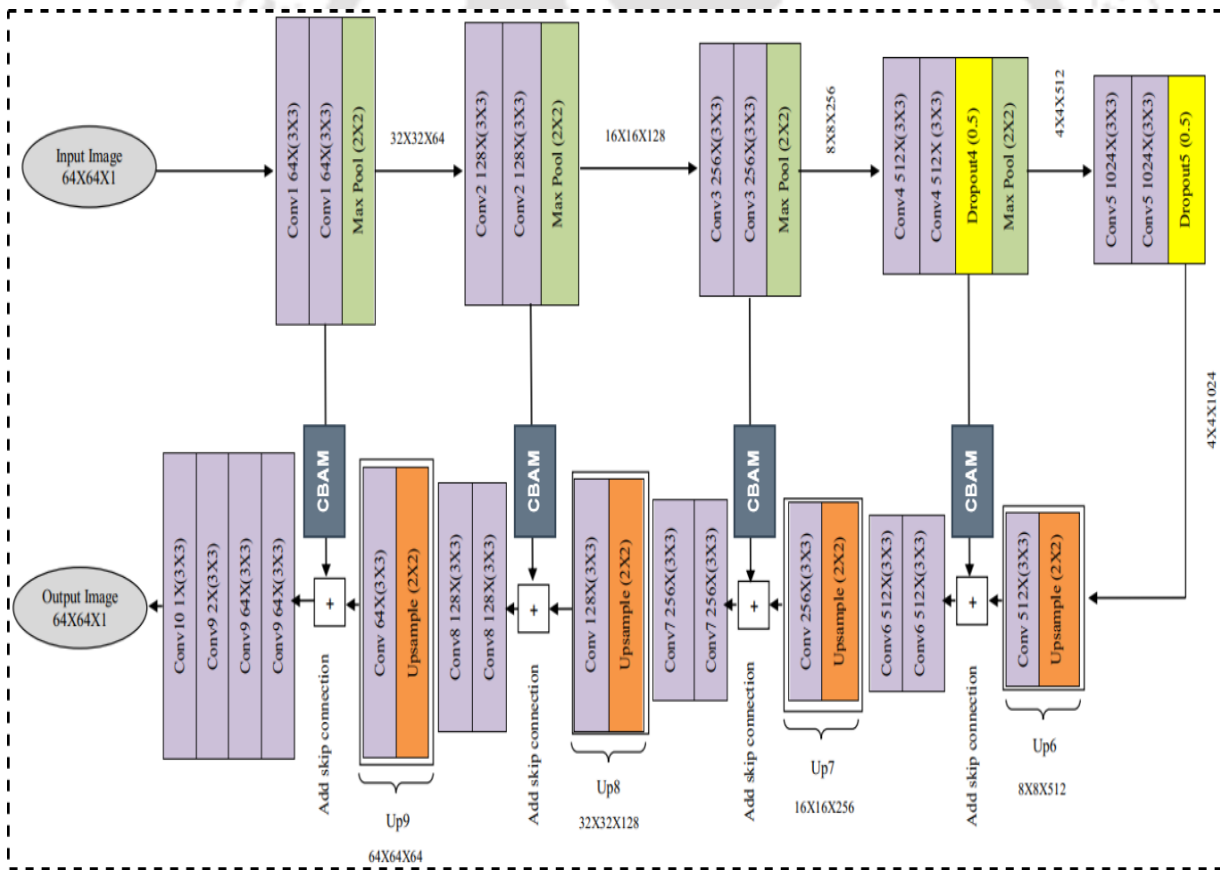 Input Image
64X64X1
Conv1 64X(3X3)
Conv1 64X(3X3)
Max Pool (2X2)
32X32X64
Conv2 128X(3X3)
Conv2 128X(3X3)
Max Pool (2X2)
16X16X128
Conv3 256X(3X3)
Conv3 256X(3X3)
Max Pool (2X2)
8X8X256
Conv4 512X(3X3)
Conv4 512X (3X3)
Dropout4 (0.5)
Max Pool (2X2)
4X4X512
Conv5 1024X(3X3)
Conv5 1024X(3X3)
Dropout5 (0.5)
4X4X1024
CBAM
CBAM
CBAM
CBAM
Output Image
64X64X1
Conv10 1X(3X3)
Conv9 2X(3X3)
Conv9 64X(3X3)
Conv9 64X(3X3)
+
Add skip connection
Conv 64X(3X3)
Upsample (2X2)
Up9
64X64X64
Conv8 128X(3X3)
Conv8 128X(3X3)
+
Add skip connection
Conv 128X(3X3)
Upsample (2X2)
Up8
32X32X128
Conv7 256X(3X3)
Conv7 256X(3X3)
+
Add skip connection
Conv 256X(3X3)
Upsample (2X2)
Up7
16X16X256
Conv6 512X(3X3)
Conv6 512X(3X3)
+
Add skip connection
Conv 512X(3X3)
Upsample (2X2)
Up6
8X8X512